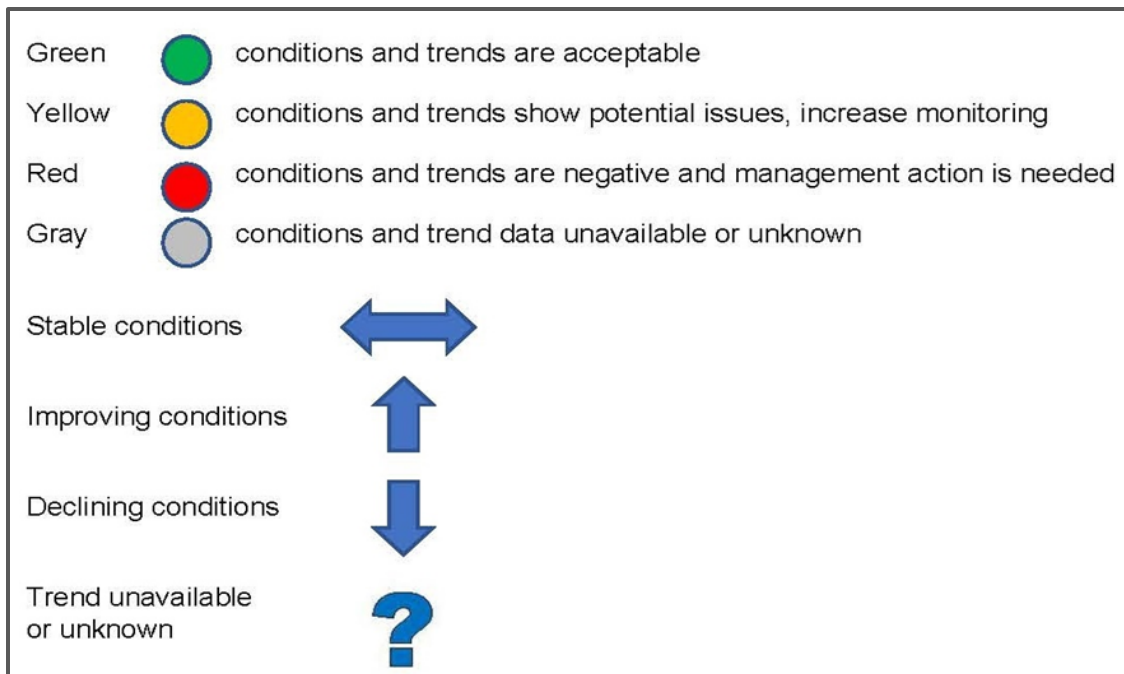 Green conditions and trends are acceptable
Yellow conditions and trends show potential issues, increase monitoring
Red conditions and trends are negative and management action is needed
Gray conditions and trend data unavailable or unknown
Stable conditions
Improving conditions
Declining conditions
Trend unavailable
or unknown
?